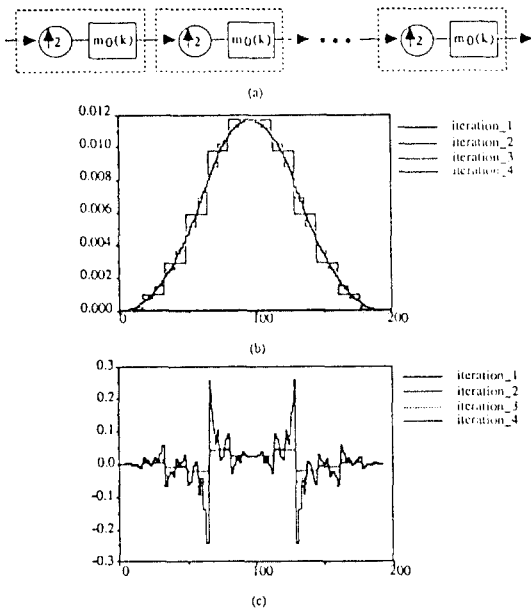 2 m0(k) 2 m0(k) • • • 2 m0(k)
(a)
0.012
0.010
0.008
0.006
0.004
0.002
0.000
0 100 200
iteration_1
iteration_2
iteration_3
iteration_4
(b)
0.3
0.2
0.1
0.0
-0.1
-0.2
-0.3
0 100 200
iteration_1
iteration_2
iteration_3
iteration_4
(c)